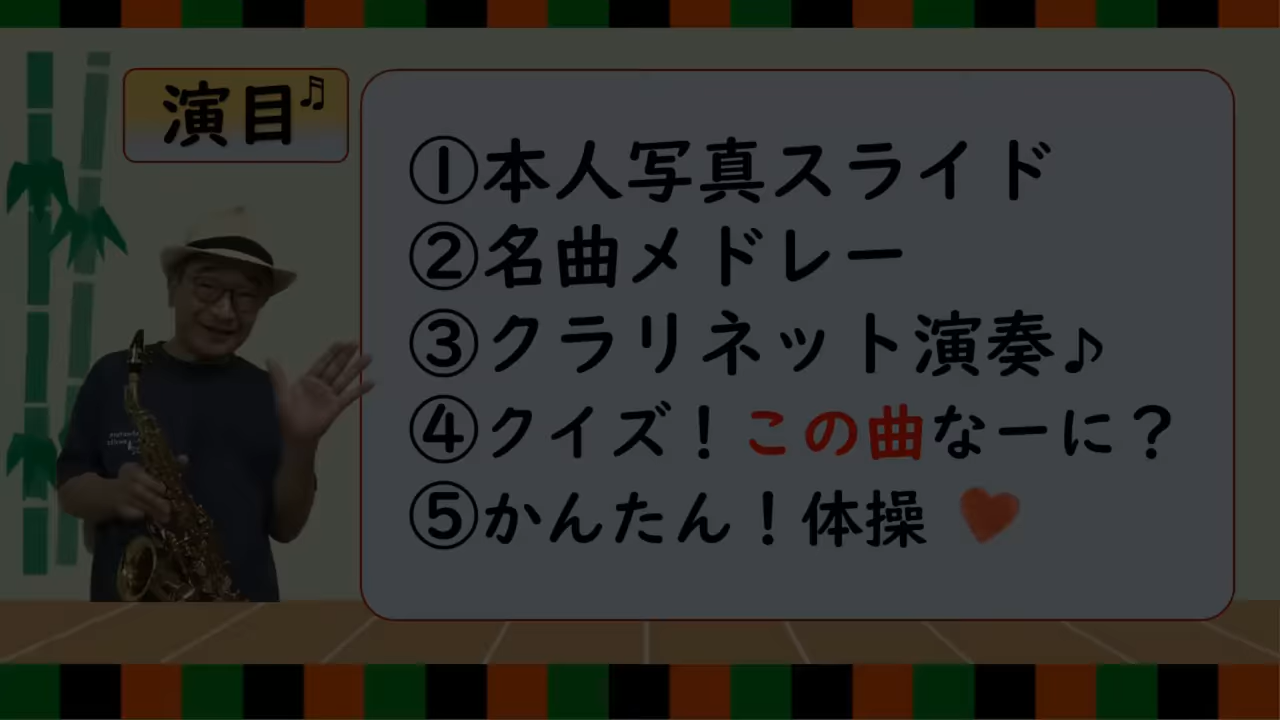 演目♬
①本人写真スライド
②名曲メドレー
③クラリネット演奏♪
④クイズ！この曲なーに？
⑤かんたん！体操